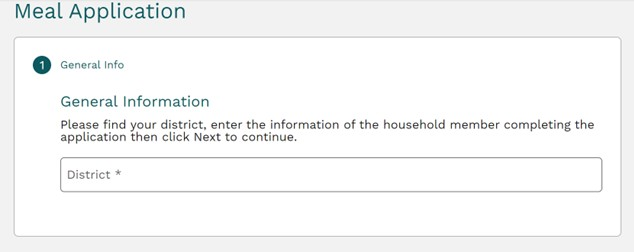 Meal Application
1 General Info
General Information
Please find your district, enter the information of the household member completing the
application then click Next to continue.
District *